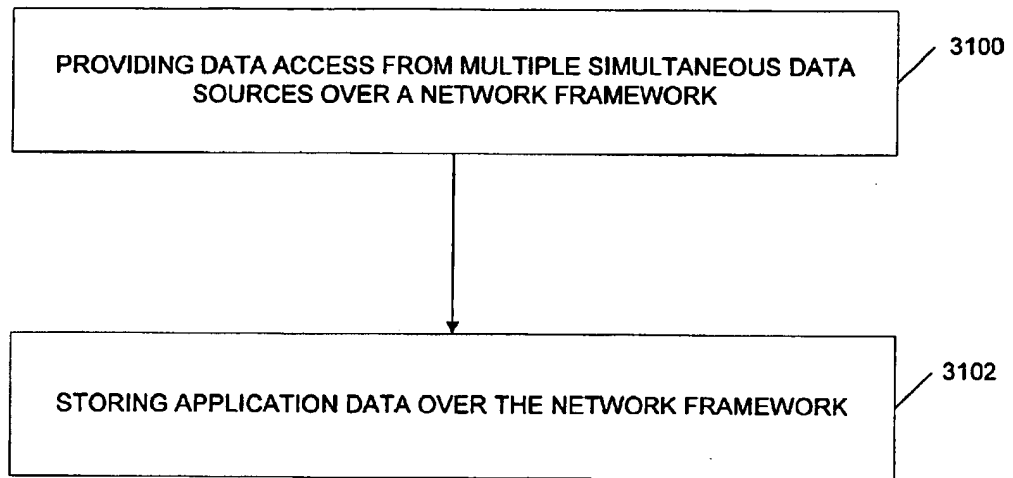 PROVIDING DATA ACCESS FROM MULTIPLE SIMULTANEOUS DATA
SOURCES OVER A NETWORK FRAMEWORK
3100
STORING APPLICATION DATA OVER THE NETWORK FRAMEWORK
3102